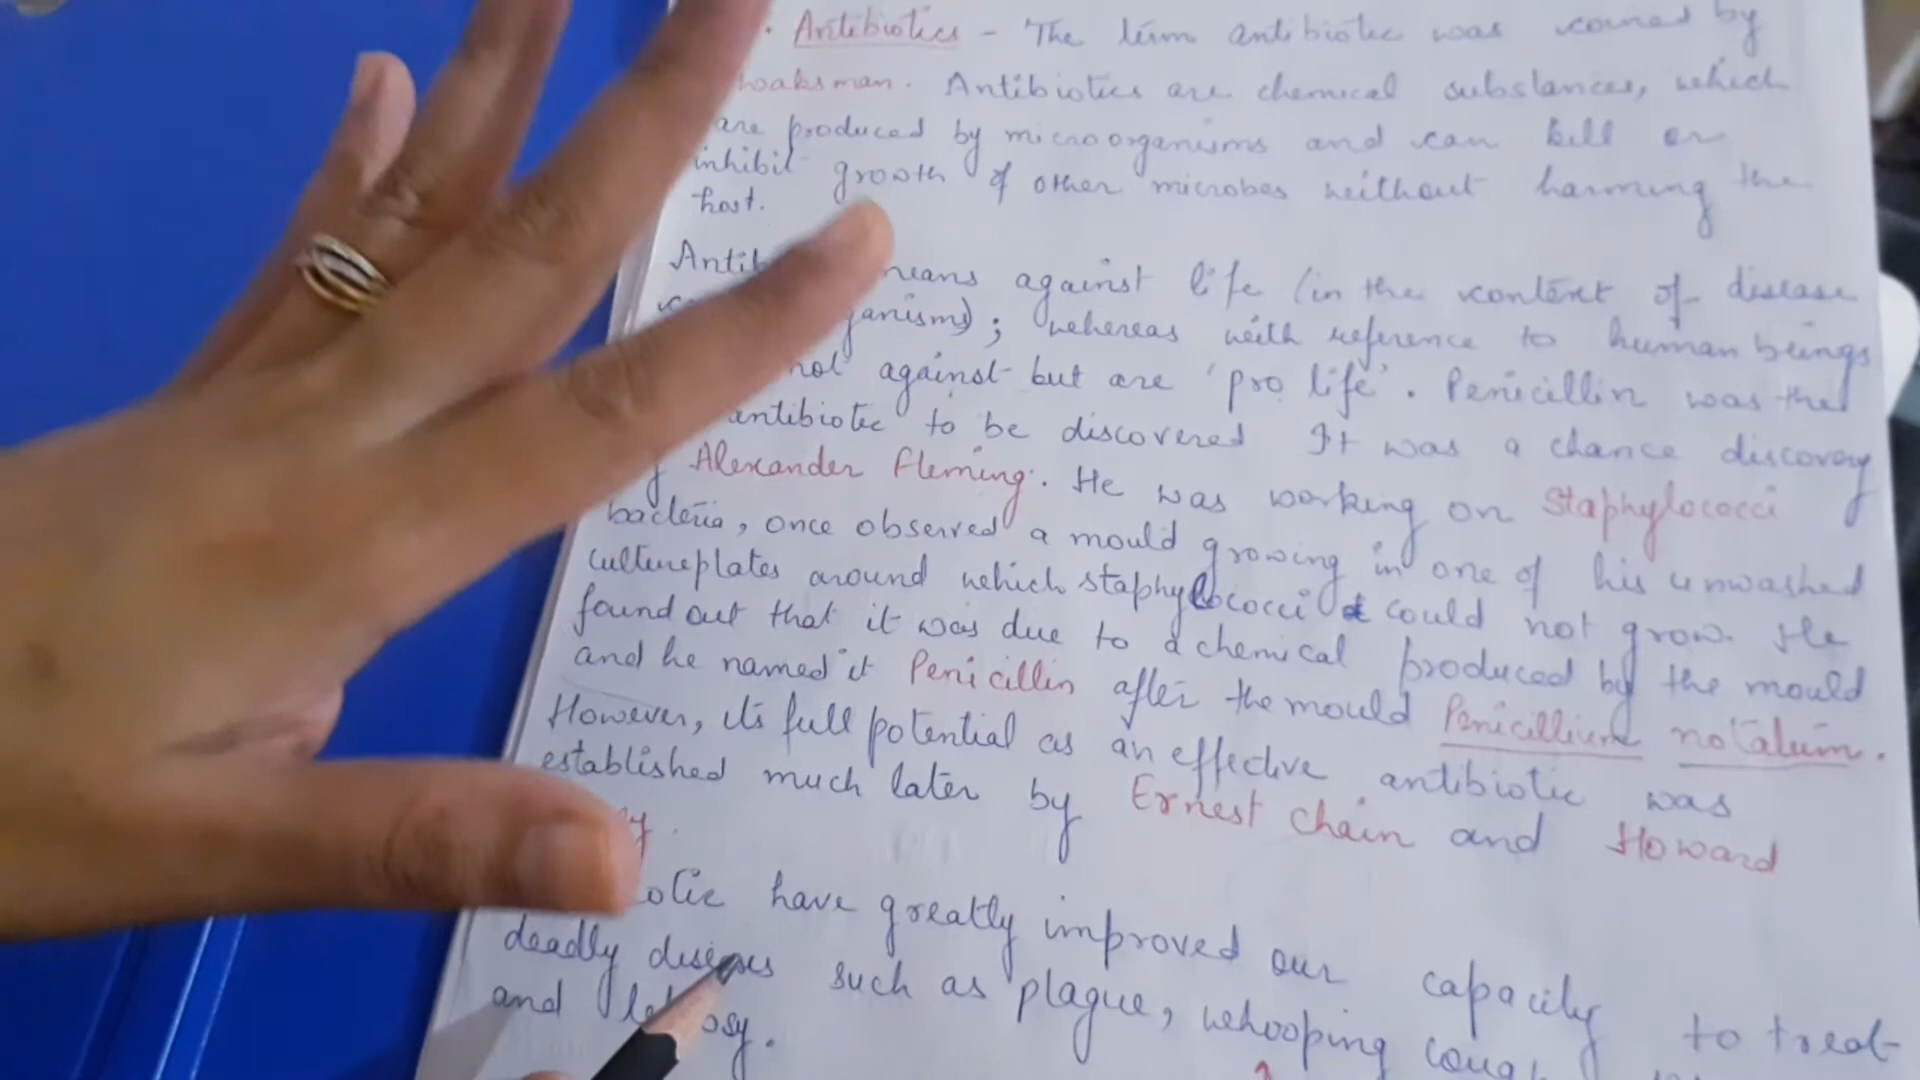 Antibiotics - The term antibiotic was coined by
waksman. Antibiotics are chemical substances, which
are produced by microorganisms and can kill or
inhibit growth of other microbes without harming the
host.
means against life (in the context of disease
; whereas with reference to human beings
not against but are 'pro life'. Penicillin was the
antibiotic to be discovered It was a chance discovery
Alexander Fleming. He was working on Staphylococci
bacteria, once observed a mould growing in one of his unwashed
cultureplates around which staphylococci could not grow. He
found out that it was due to a chemical produced by the mould
and he named it Penicillin after the mould Penicillium notatum.
However, its full potential as an effective antibiotic was
established much later by Ernest chain and Howard
have greatly improved our capacity to treat
deadly diseases such as plague, whooping cough
and